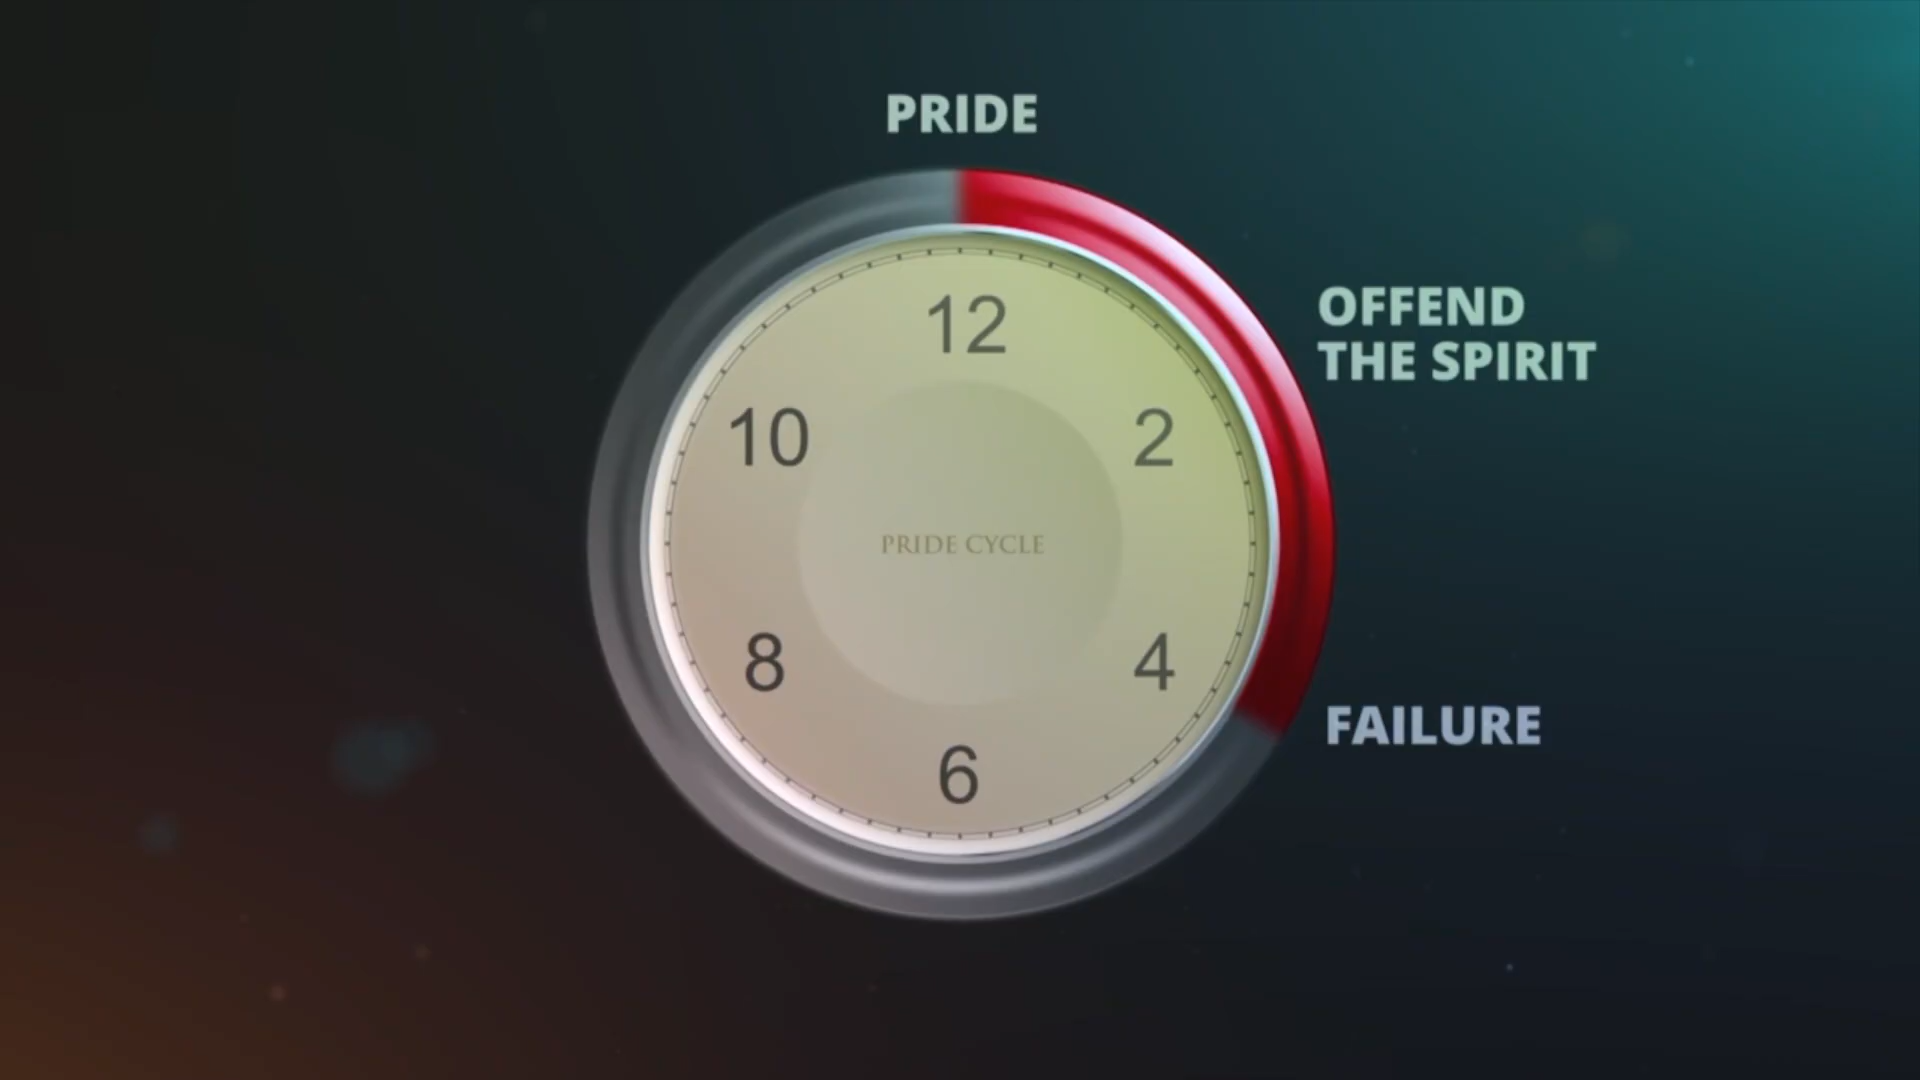 PRIDE
OFFEND
THE SPIRIT
12
10
2
PRIDE CYCLE
8
4
FAILURE
6